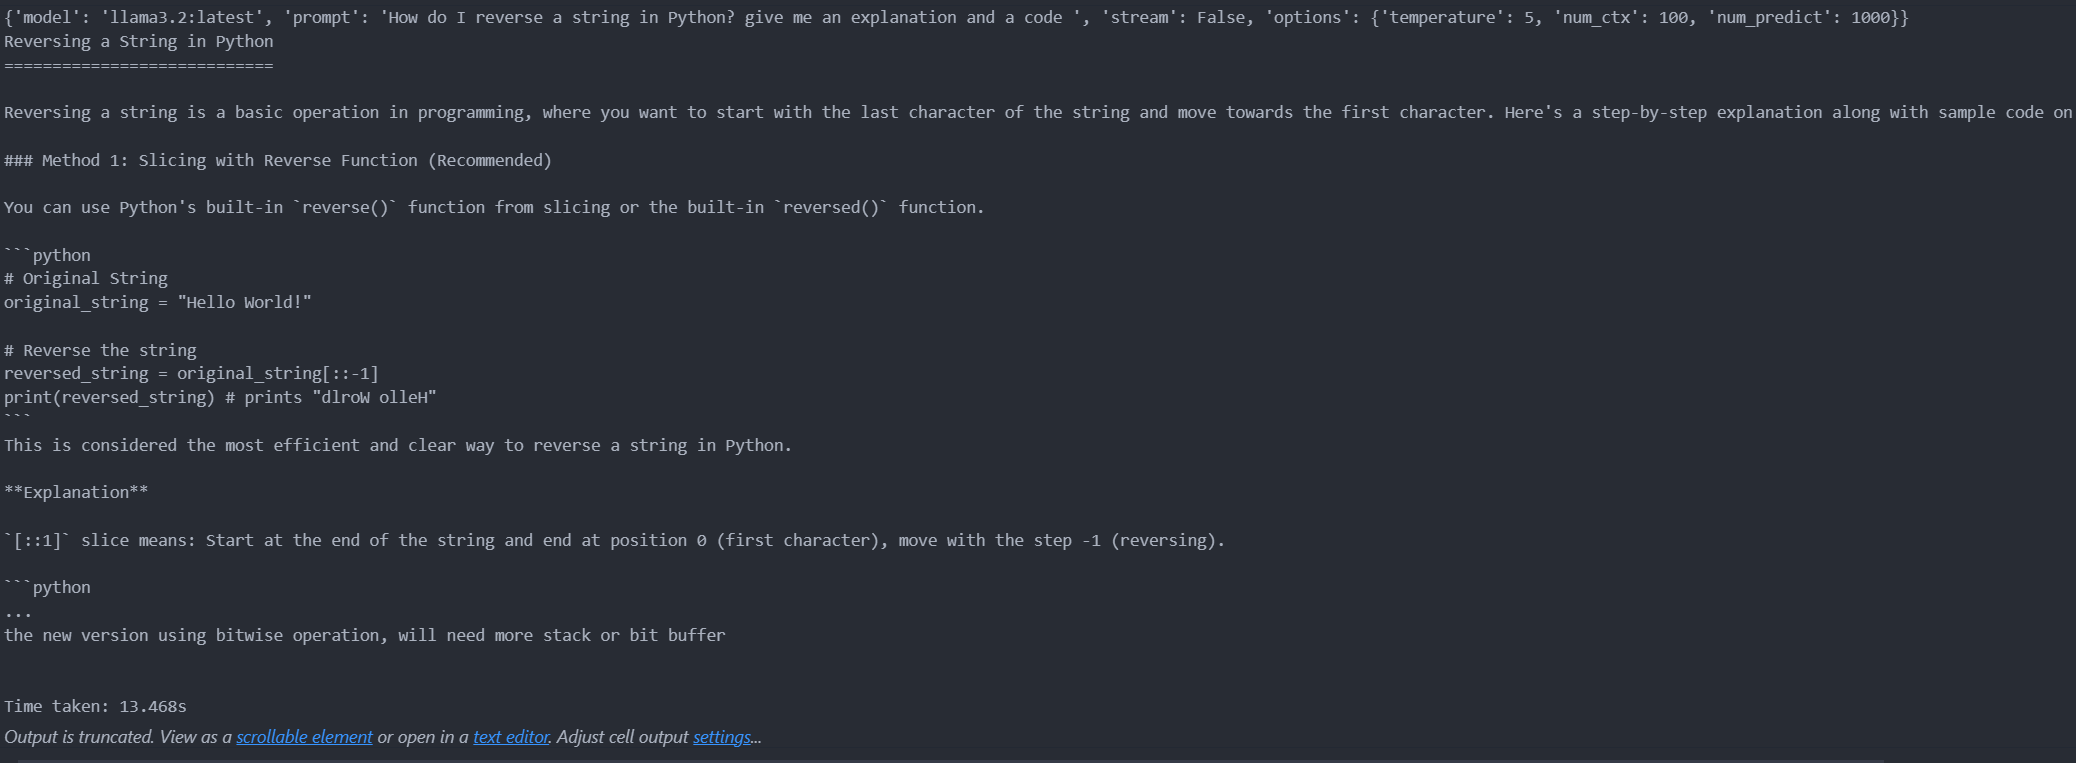 {'model': 'llama3.2:latest', 'prompt': 'How do I reverse a string in Python? give me an explanation and a code ', 'stream': False, 'options': {'temperature': 5, 'num_ctx': 100, 'num_predict': 1000}}
Reversing a String in Python
============================
Reversing a string is a basic operation in programming, where you want to start with the last character of the string and move towards the first character. Here's a step-by-step explanation along with sample code on
### Method 1: Slicing with Reverse Function (Recommended)
You can use Python's built-in `reverse()` function from slicing or the built-in `reversed()` function.
```python
# Original String
original_string = "Hello World!"
# Reverse the string
reversed_string = original_string[::-1]
print(reversed_string) # prints "dlroW olleH"
```
This is considered the most efficient and clear way to reverse a string in Python.
**Explanation**
`[::1]` slice means: Start at the end of the string and end at position 0 (first character), move with the step -1 (reversing).
```python
...
the new version using bitwise operation, will need more stack or bit buffer
Time taken: 13.468s
Output is truncated. View as a scrollable element or open in a text editor. Adjust cell output settings...